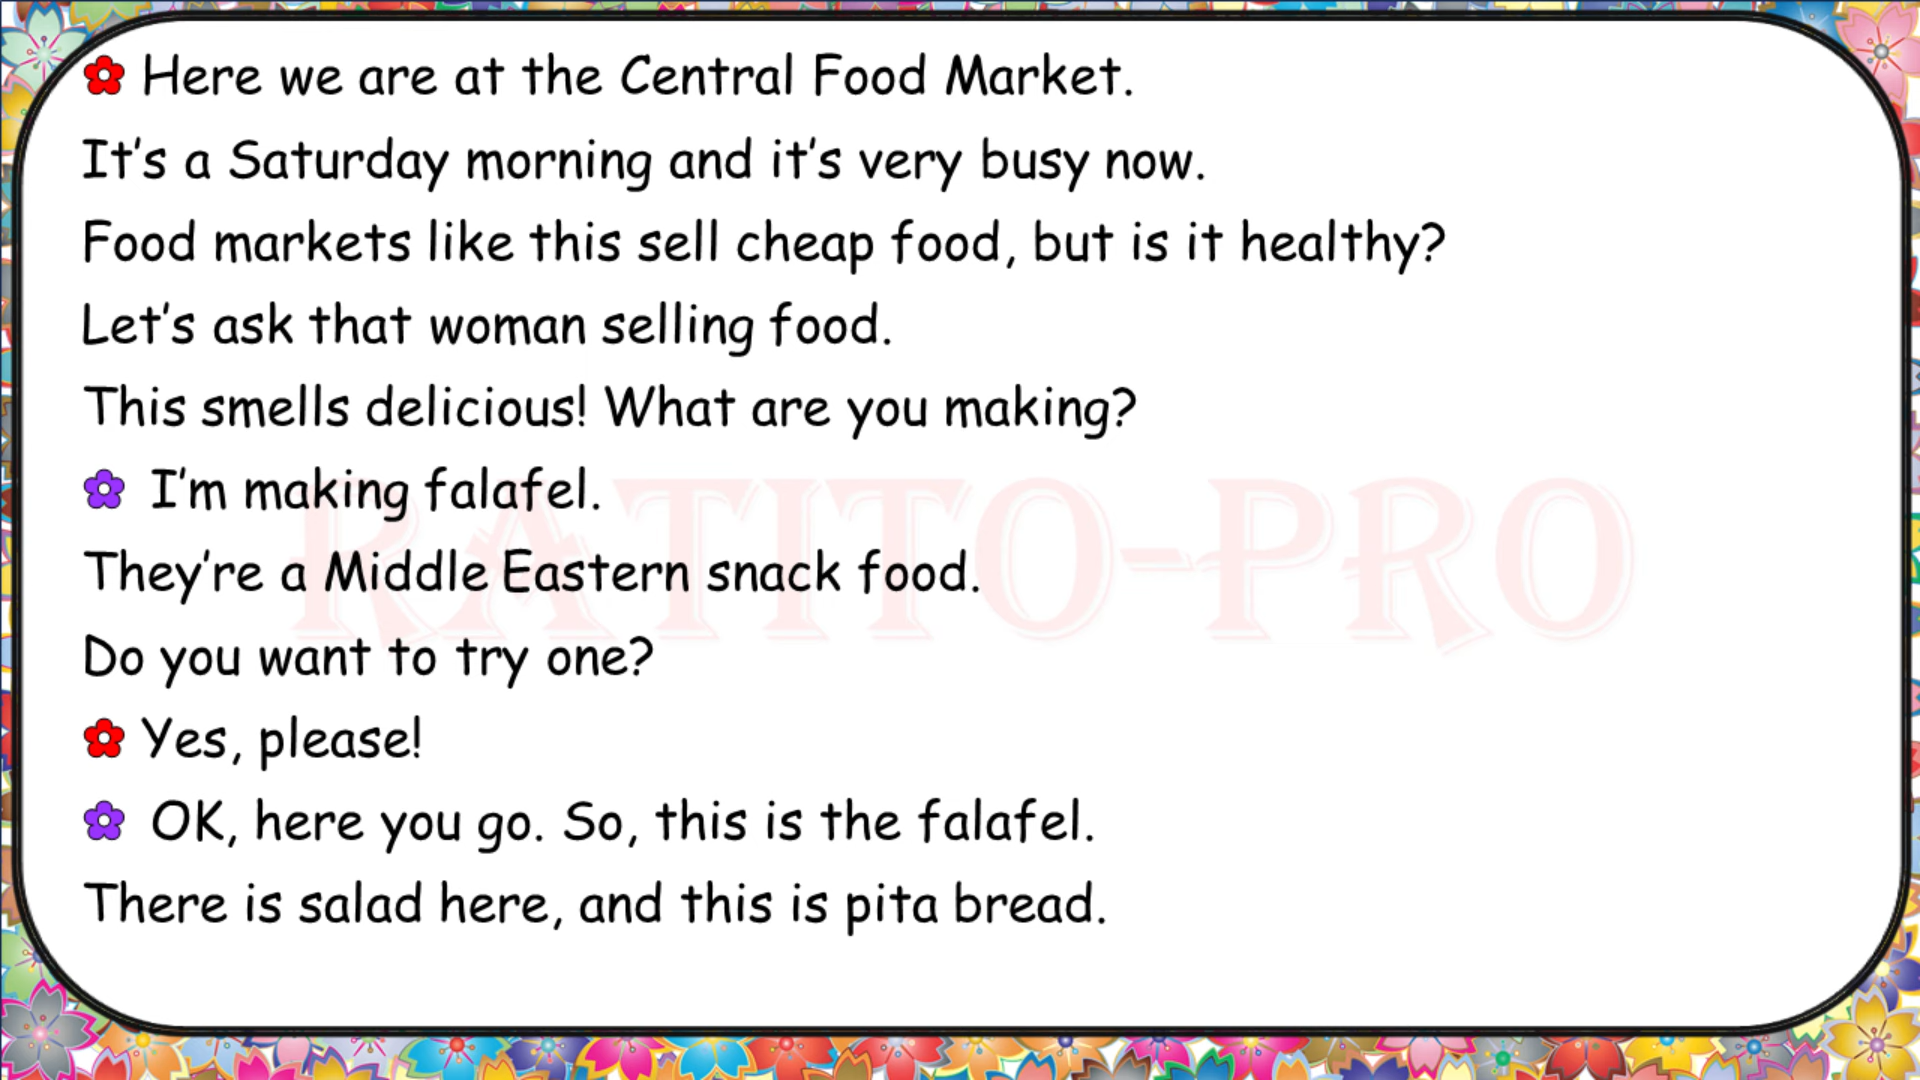 Here we are at the Central Food Market.
It's a Saturday morning and it's very busy now.
Food markets like this sell cheap food, but is it healthy?
Let's ask that woman selling food.
This smells delicious! What are you making?
I'm making falafel.
They're a Middle Eastern snack food.
Do you want to try one?
Yes, please!
OK, here you go. So, this is the falafel.
There is salad here, and this is pita bread.
RATITO-PRO